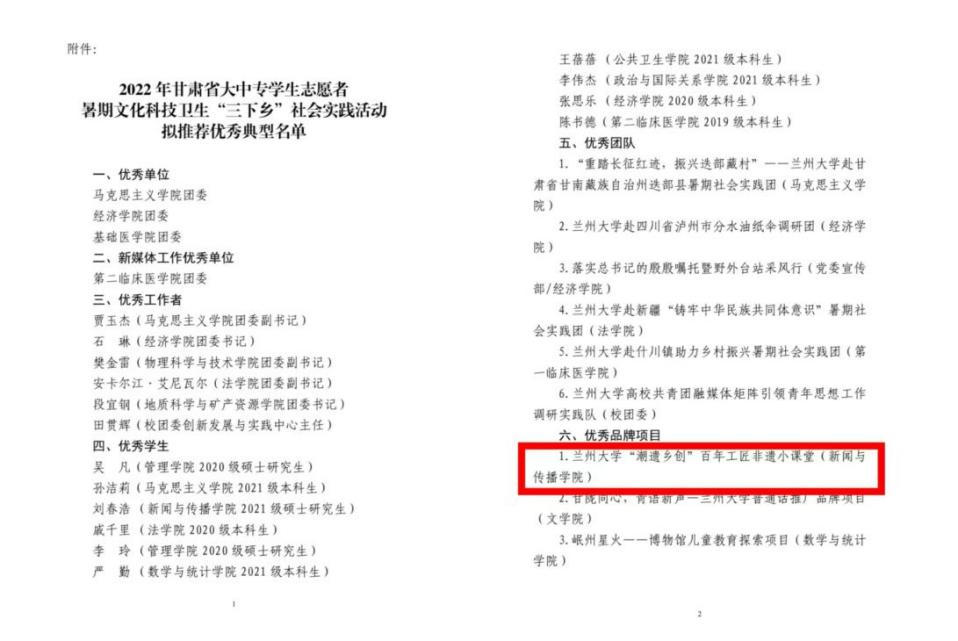 附件：
2022 年甘肃省大中专学生志愿者
暑期文化科技卫生“三下乡”社会实践活动
拟推荐优秀典型名单
一、优秀单位
马克思主义学院团委
经济学院团委
基础医学院团委
二、新媒体工作优秀单位
第二临床医学院团委
三、优秀工作者
贾玉杰（马克思主义学院团委副书记）
石　琳（经济学院团委书记）
樊金雷（物理科学与技术学院团委副书记）
安卡尔江·艾尼瓦尔（法学院团委副书记）
段宜钢（地质科学与矿产资源学院团委书记）
田贯辉（校团委创新发展与实践中心主任）
四、优秀学生
吴　凡（管理学院 2020 级硕士研究生）
孙洁莉（马克思主义学院 2021 级本科生）
刘春浩（新闻与传播学院 2021 级硕士研究生）
戚千里（法学院 2020 级本科生）
李　玲（管理学院 2020 级硕士研究生）
严　勤（数学与统计学院 2021 级本科生）
1
王蓓蓓（公共卫生学院 2021 级本科生）
李伟杰（政治与国际关系学院 2021 级本科生）
张思乐（经济学院 2020 级本科生）
陈书德（第二临床医学院 2019 级本科生）
五、优秀团队
1.“重踏长征红迹，振兴迭部藏村”——兰州大学赴甘
肃省甘南藏族自治州迭部县暑期社会实践团（马克思主义学
院）
2.兰州大学赴四川省泸州市分水油纸伞调研团（经济学
院）
3.落实总书记的殷殷嘱托暨野外台站采风行（党委宣传
部/经济学院）
4.兰州大学赴新疆“铸牢中华民族共同体意识”暑期社
会实践团（法学院）
5.兰州大学赴什川镇助力乡村振兴暑期社会实践团（第
一临床医学院）
6.兰州大学高校共青团融媒体矩阵引领青年思想工作
调研实践队（校团委）
六、优秀品牌项目
1.兰州大学“潮遗乡创”百年工匠非遗小课堂（新闻与
传播学院）
2.甘陇同心，青语新声—兰州大学普通话推广品牌项目
（文学院）
3.岷州星火——博物馆儿童教育探索项目（数学与统计
学院）
2